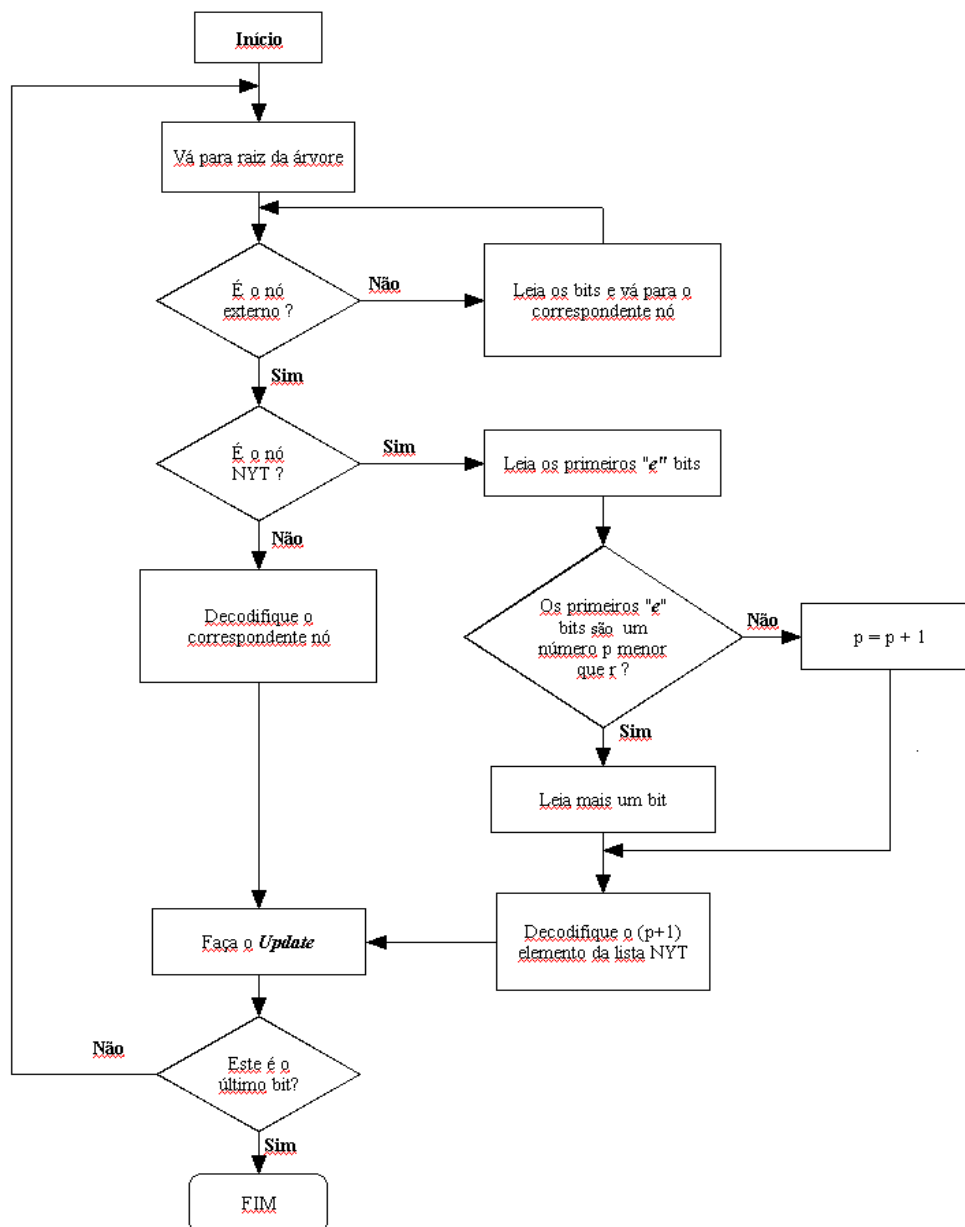 Início
Vá para raiz da árvore
É o nó
externo ?
Não
Leia os bits e vá para o
correspondente nó
Sim
É o nó
NYT ?
Sim
Leia os primeiros "e" bits
Não
Decodifique o
correspondente nó
Os primeiros "e"
bits são um
número p menor
que r ?
Não
p = p + 1
Sim
Leia mais um bit
Decodifique o (p+1)
elemento da lista NYT
Faça o Update
Não
Este é o
último bit?
Sim
FIM